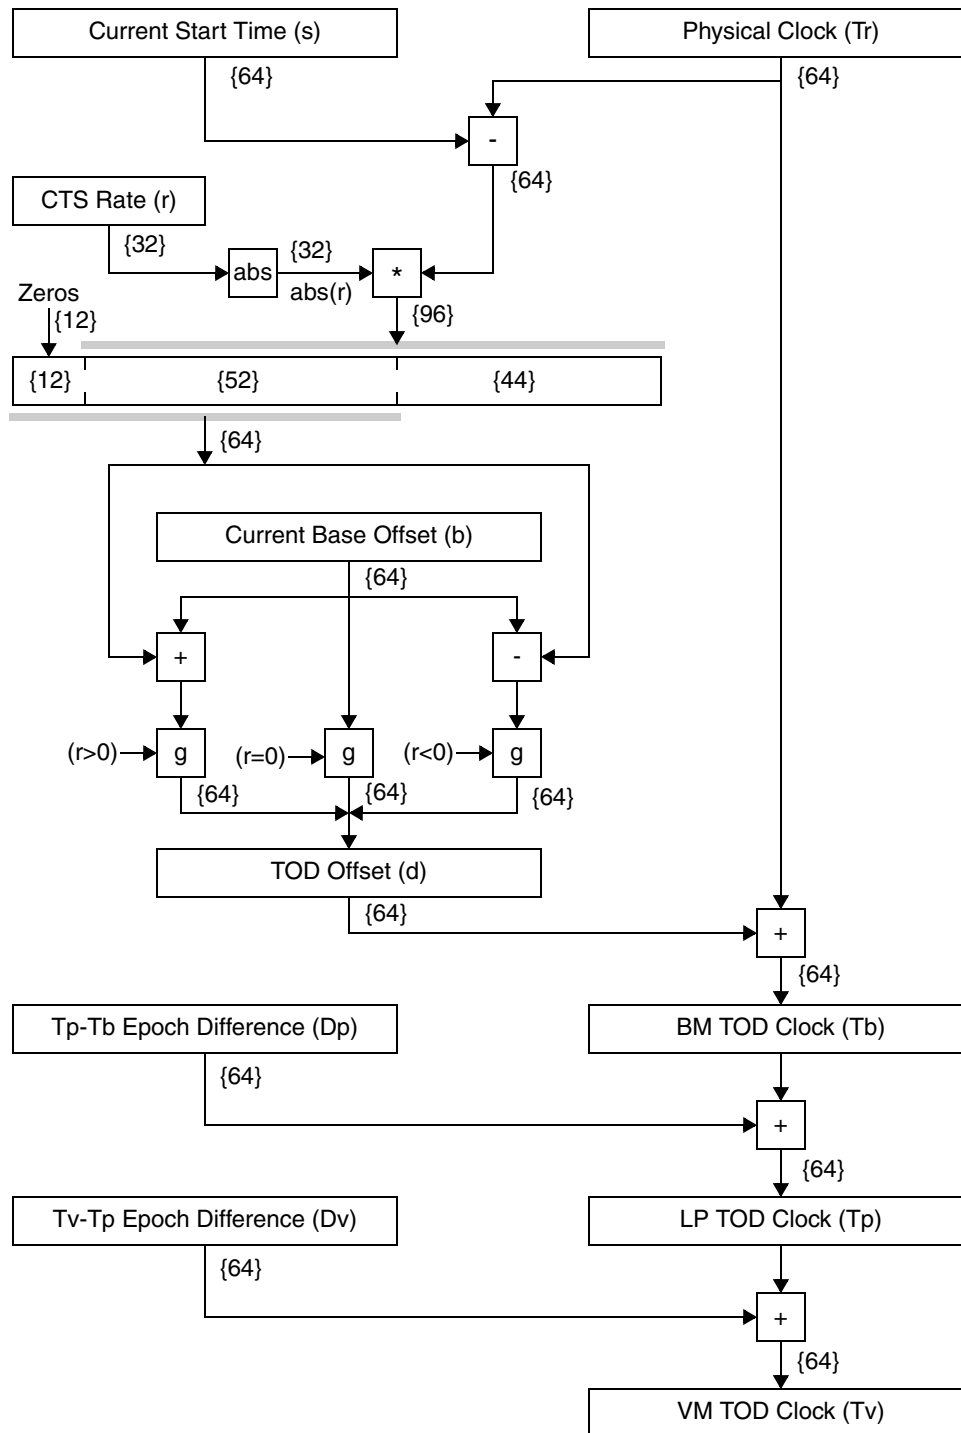 Current Start Time (s)
Physical Clock (Tr)
{64}
{64}
-
{64}
CTS Rate (r)
{32}
abs
{32}
abs(r)
*
{96}
Zeros
{12}
{12}
{52}
{44}
{64}
Current Base Offset (b)
{64}
+
-
(r>0)
g
(r=0)
g
(r<0)
g
{64}
{64}
{64}
TOD Offset (d)
{64}
+
{64}
Tp-Tb Epoch Difference (Dp)
BM TOD Clock (Tb)
{64}
+
{64}
Tv-Tp Epoch Difference (Dv)
LP TOD Clock (Tp)
{64}
+
{64}
VM TOD Clock (Tv)